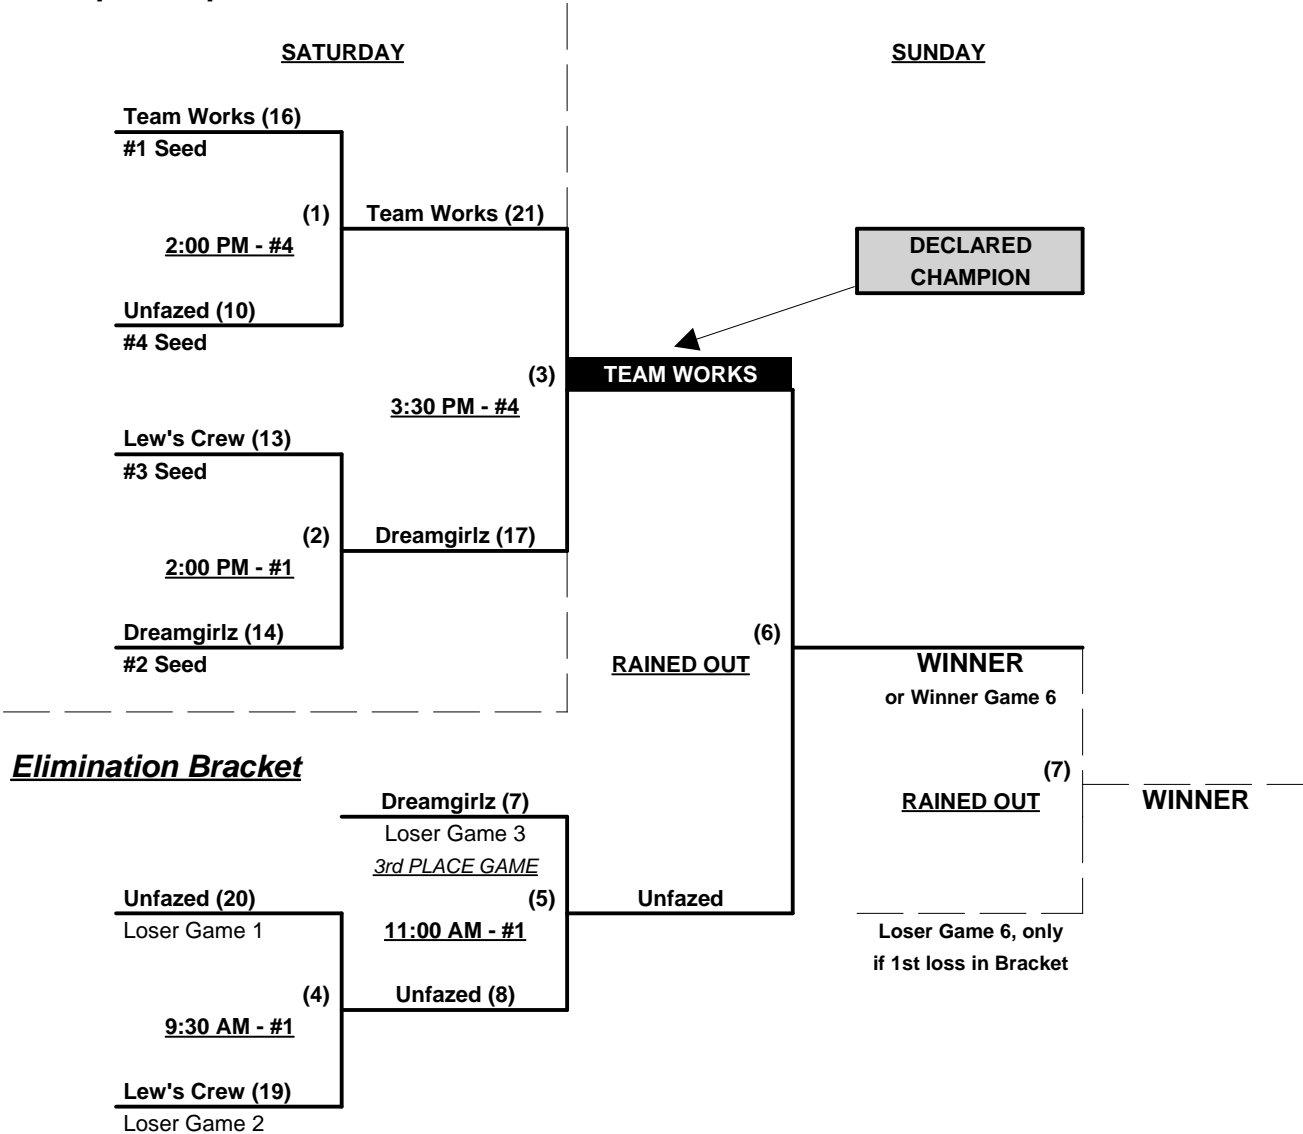 SATURDAY
SUNDAY
Team Works (16)
#1 Seed
(1)
Team Works (21)
2:00 PM - #4
DECLARED
CHAMPION
Unfazed (10)
#4 Seed
(3)
TEAM WORKS
3:30 PM - #4
Lew's Crew (13)
#3 Seed
(2)
Dreamgirlz (17)
2:00 PM - #1
Dreamgirlz (14)
#2 Seed
(6)
RAINED OUT
WINNER
or Winner Game 6
Elimination Bracket
(7)
RAINED OUT
WINNER
Dreamgirlz (7)
Loser Game 3
3rd PLACE GAME
Unfazed (20)
Loser Game 1
(5)
Unfazed
11:00 AM - #1
Loser Game 6, only
if 1st loss in Bracket
(4)
Unfazed (8)
9:30 AM - #1
Lew's Crew (19)
Loser Game 2